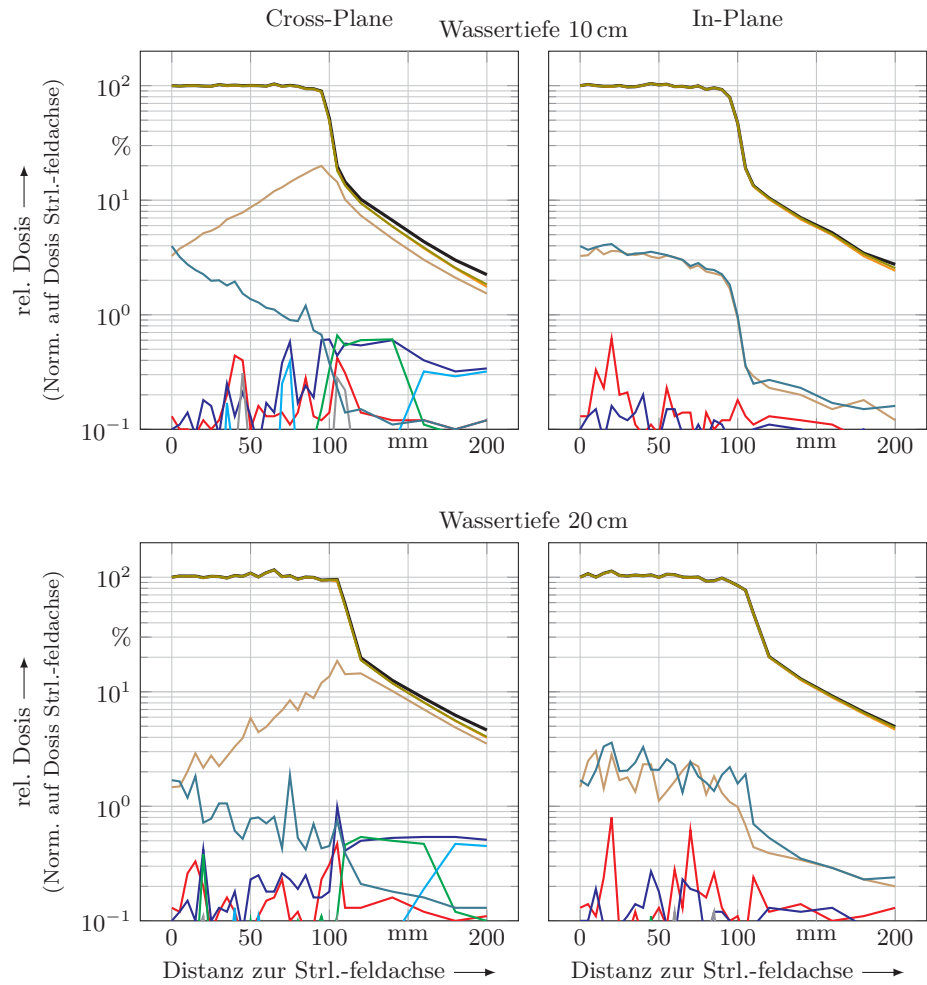 Cross-Plane
In-Plane
Wassertiefe 10 cm
10²
%
10¹
10⁰
10⁻¹
rel. Dosis
(Norm. auf Dosis Strl.-feldachse)
0 50 100 mm 200
0 50 100 mm 200
Wassertiefe 20 cm
10²
%
10¹
10⁰
10⁻¹
rel. Dosis
(Norm. auf Dosis Strl.-feldachse)
0 50 100 mm 200
0 50 100 mm 200
Distanz zur Strl.-feldachse
Distanz zur Strl.-feldachse